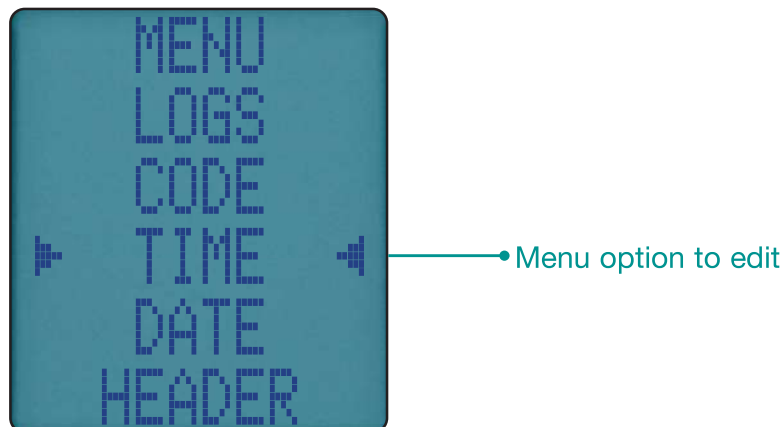 MENU
LOGS
CODE
TIME
Menu option to edit
DATE
HEADER